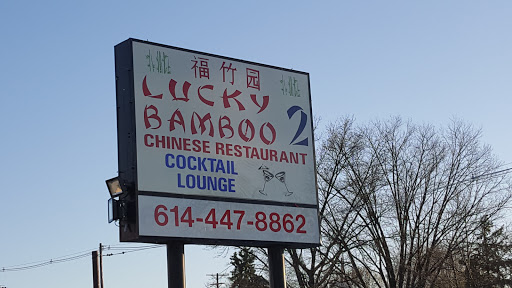 福竹园
LUCKY
BAMBOO 2
CHINESE RESTAURANT
COCKTAIL
LOUNGE
614-447-8862